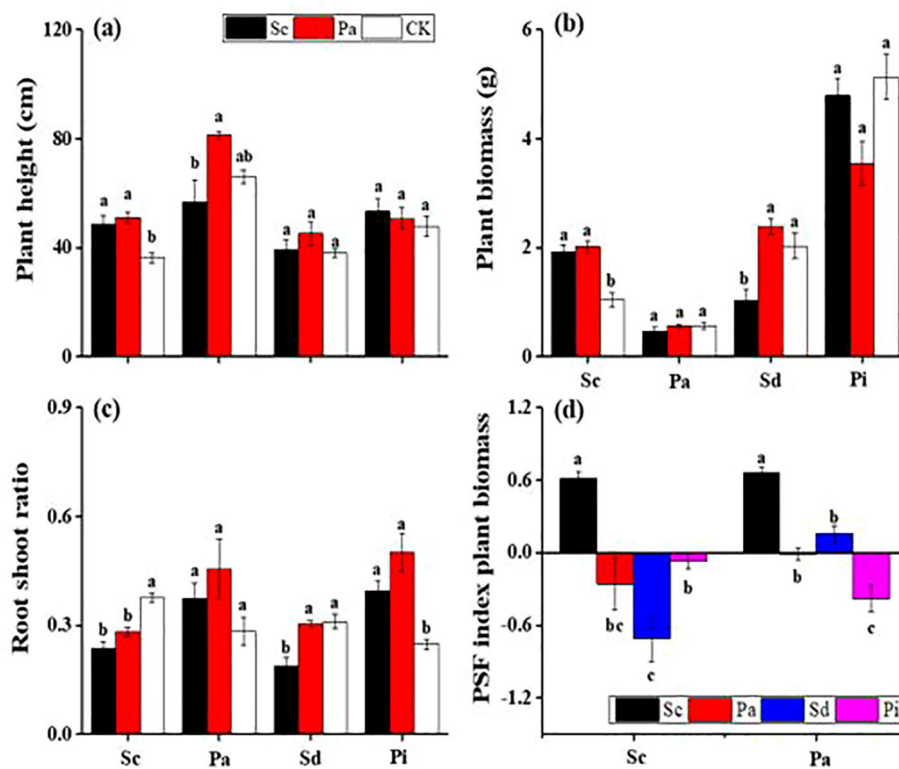 (a)
Sc Pa CK
Plant height (cm)
120
80
40
0
a a b
b a ab
a a a
a a a
(b)
Plant biomass (g)
6
4
2
0
a a b
a a a
b a a
a a a
Sc Pa Sd Pi
(c)
Root shoot ratio
0.9
0.6
0.3
0.0
b b a
a a a
b a a
a a b
Sc Pa Sd Pi
(d)
PSF index plant biomass
1.2
0.6
0.0
-0.6
-1.2
a bc c b
a b b c
Sc Pa Sd Pi
Sc Pa